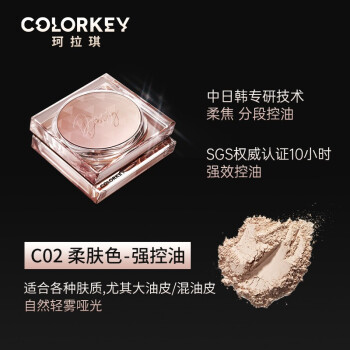 COLORKEY
珂拉琪
中日韩专研技术
柔焦 分段控油
SGS权威认证10小时
强效控油
C02 柔肤色-强控油
适合各种肤质,尤其大油皮/混油皮
自然轻雾哑光